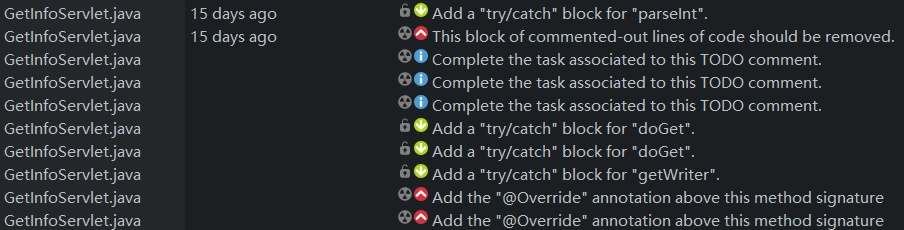 GetInfoServlet.java 15 days ago Add a "try/catch" block for "parseInt".
GetInfoServlet.java 15 days ago This block of commented-out lines of code should be removed.
GetInfoServlet.java Complete the task associated to this TODO comment.
GetInfoServlet.java Complete the task associated to this TODO comment.
GetInfoServlet.java Complete the task associated to this TODO comment.
GetInfoServlet.java Add a "try/catch" block for "doGet".
GetInfoServlet.java Add a "try/catch" block for "doGet".
GetInfoServlet.java Add a "try/catch" block for "getWriter".
GetInfoServlet.java Add the "@Override" annotation above this method signature
GetInfoServlet.java Add the "@Override" annotation above this method signature